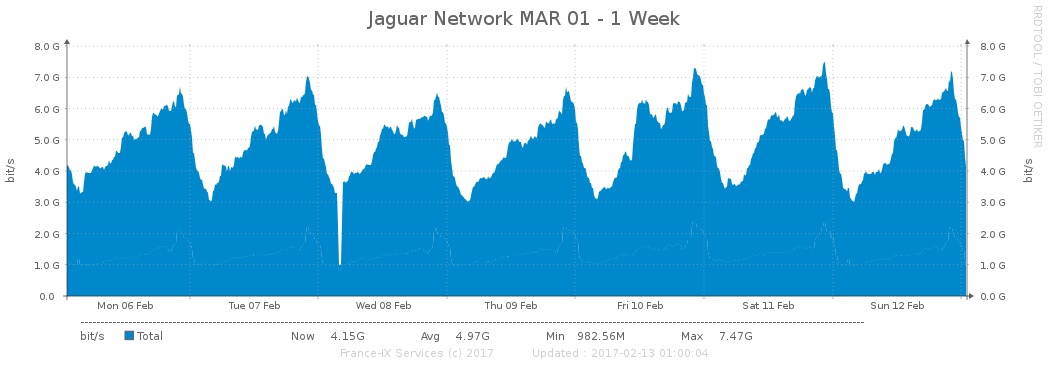 Jaguar Network MAR 01 - 1 Week
RRDTOOL / TOBI OETIKER
bit/s
8.0 G 8.0 G
7.0 G 7.0 G
6.0 G 6.0 G
5.0 G 5.0 G
4.0 G 4.0 G
3.0 G 3.0 G
2.0 G 2.0 G
1.0 G 1.0 G
0.0 0.0 G
bit/s
Mon 06 Feb Tue 07 Feb Wed 08 Feb Thu 09 Feb Fri 10 Feb Sat 11 Feb Sun 12 Feb
bit/s Total Now 4.15G Avg 4.97G Min 982.56M Max 7.47G
France-IX Services (c) 2017 Updated : 2017-02-13 01:00:04